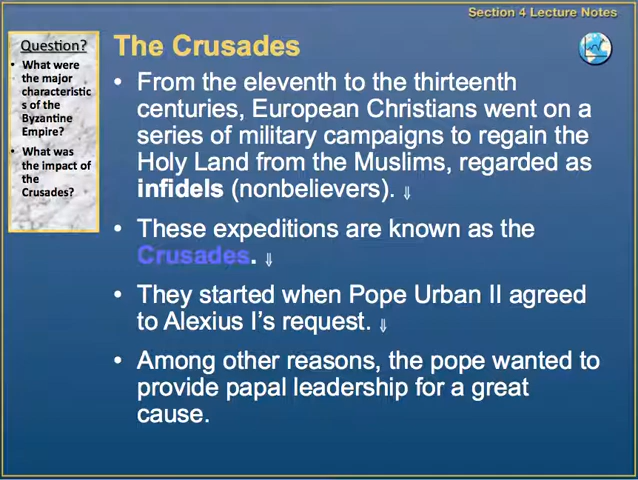 Section 4 Lecture Notes
Question?
• What were
the major
characteristic
s of the
Byzantine
Empire?
• What was
the impact of
the
Crusades?
The Crusades
• From the eleventh to the thirteenth
centuries, European Christians went on a
series of military campaigns to regain the
Holy Land from the Muslims, regarded as
infidels (nonbelievers). ⇓
• These expeditions are known as the
Crusades. ⇓
• They started when Pope Urban II agreed
to Alexius I’s request. ⇓
• Among other reasons, the pope wanted to
provide papal leadership for a great
cause.